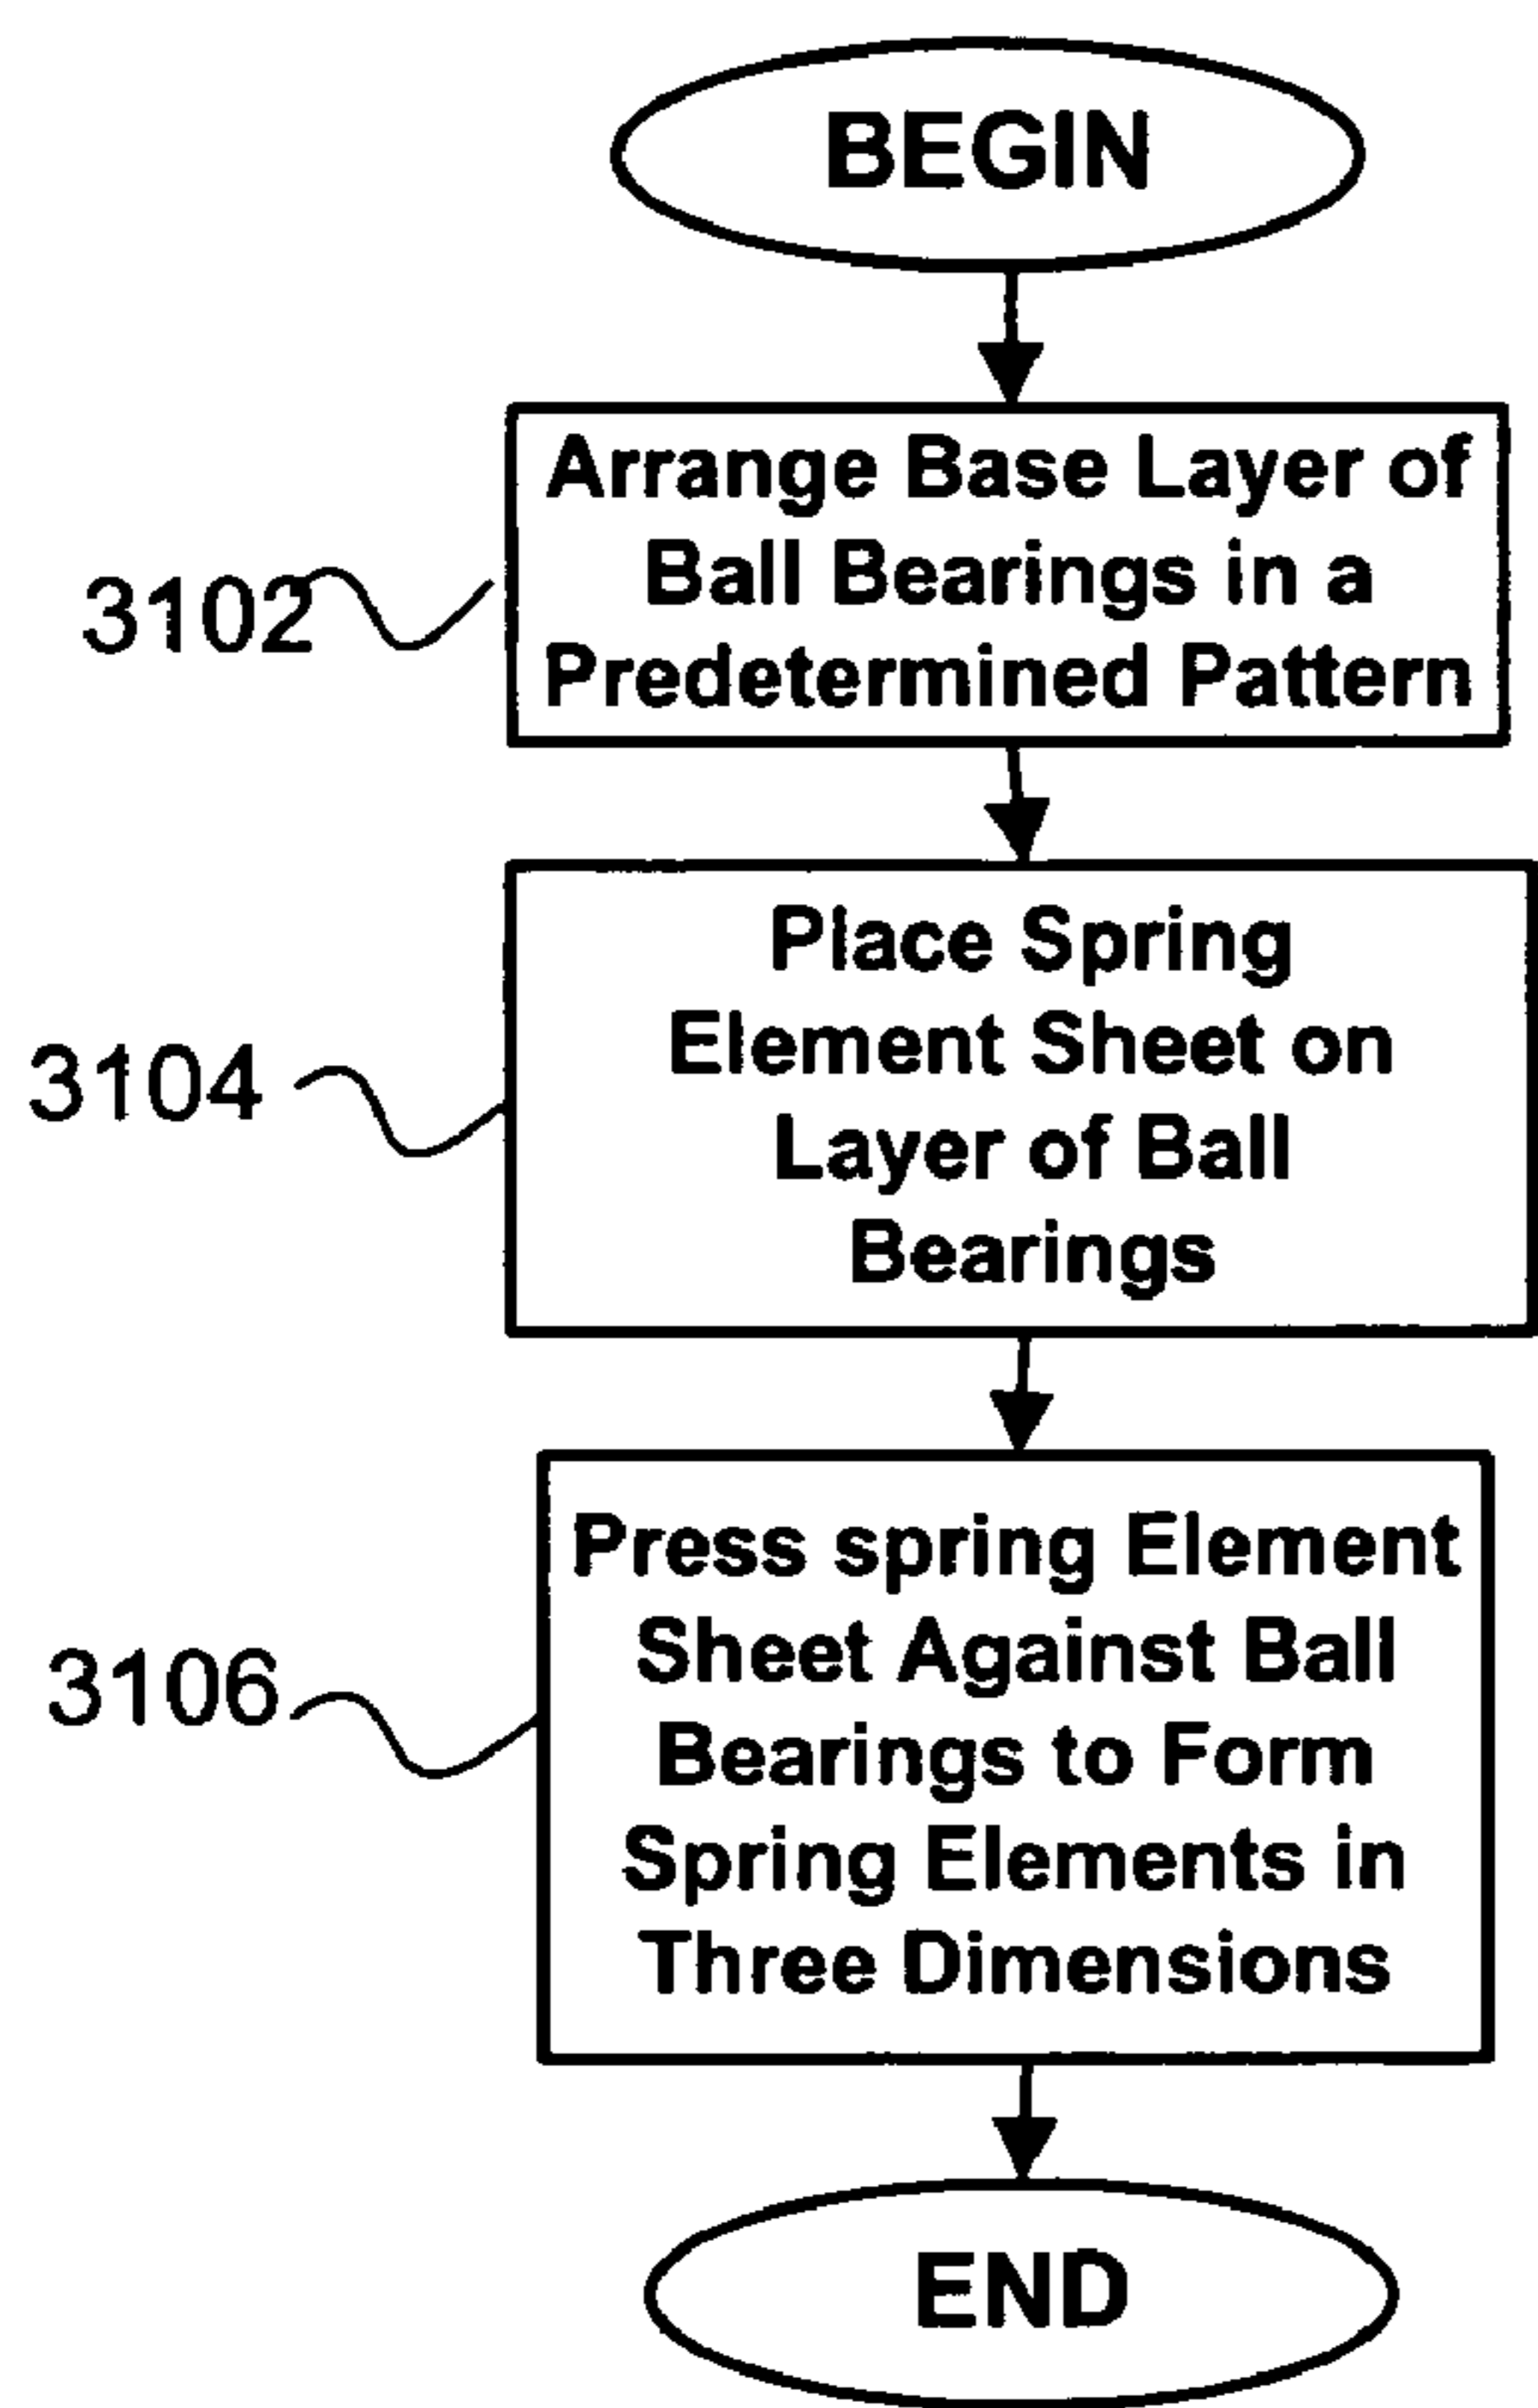 BEGIN
Arrange Base Layer of
Ball Bearings in a
Predetermined Pattern
3102
Place Spring
Element Sheet on
Layer of Ball
Bearings
3104
Press spring Element
Sheet Against Ball
Bearings to Form
Spring Elements in
Three Dimensions
3106
END